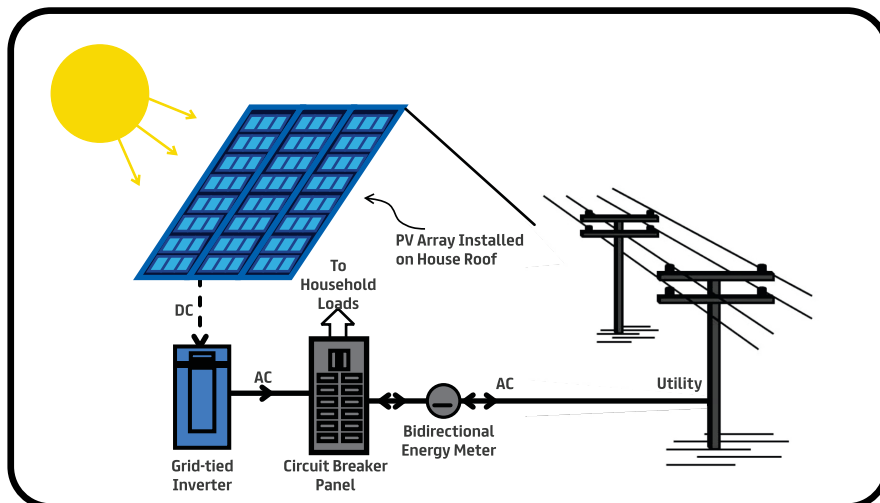 PV Array Installed
on House Roof
To
Household
Loads
DC
AC
AC
Utility
Bidirectional
Energy Meter
Grid-tied
Inverter
Circuit Breaker
Panel